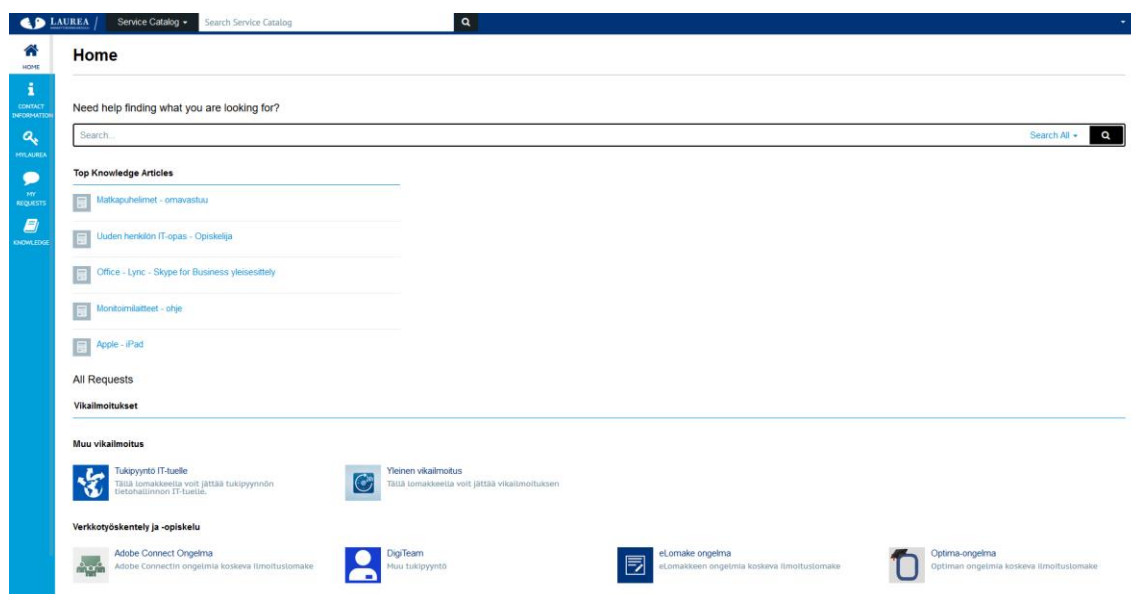 LAUREA
Service Catalog
Search Service Catalog
HOME
CONTACT
INFORMATION
MYLAUREA
MY
REQUESTS
KNOWLEDGE
Home
Need help finding what you are looking for?
Search...
Search All
Top Knowledge Articles
Matkapuhelimet - omavastuu
Uuden henkilön IT-opas - Opiskelija
Office - Lync - Skype for Business yleisesittely
Monitoimilaitteet - ohje
Apple - iPad
All Requests
Vikailmoitukset
Muu vikailmoitus
Tukipyyntö IT-tuelle
Tällä lomakkeella voit jättää tukipyynnön
tietohallinnon IT-tuelle.
Yleinen vikailmoitus
Tällä lomakkeella voit jättää vikailmoituksen
Verkkotyöskentely ja -opiskelu
Adobe Connect Ongelma
Adobe Connectin ongelmia koskeva ilmoituslomake
DigiTeam
Muu tukipyyntö
eLomake ongelma
eLomakkeen ongelmia koskeva ilmoituslomake
Optima-ongelma
Optiman ongelmia koskeva ilmoituslomake